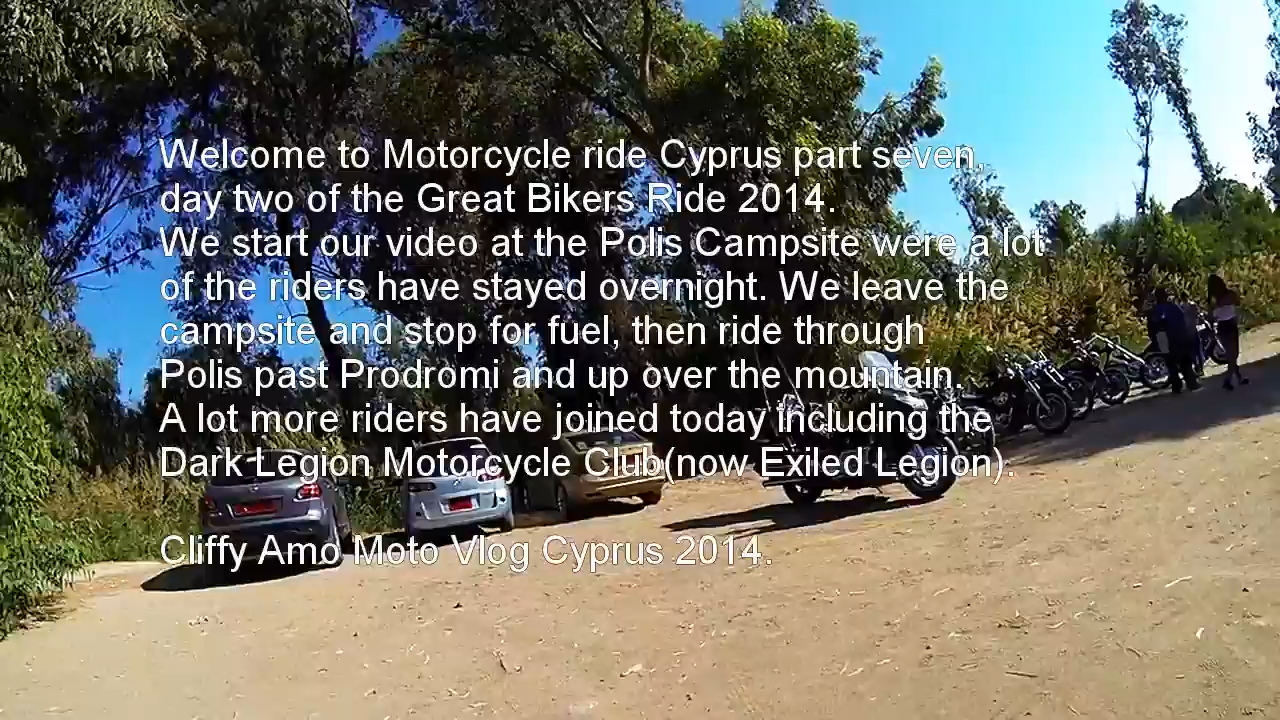 Welcome to Motorcycle ride Cyprus part seven,
day two of the Great Bikers Ride 2014.
We start our video at the Polis Campsite were a lot
of the riders have stayed overnight. We leave the
campsite and stop for fuel, then ride through
Polis past Prodromi and up over the mountain.
A lot more riders have joined today including the
Dark Legion Motorcycle Club(now Exiled Legion).
Cliffy Amo Moto Vlog Cyprus 2014.